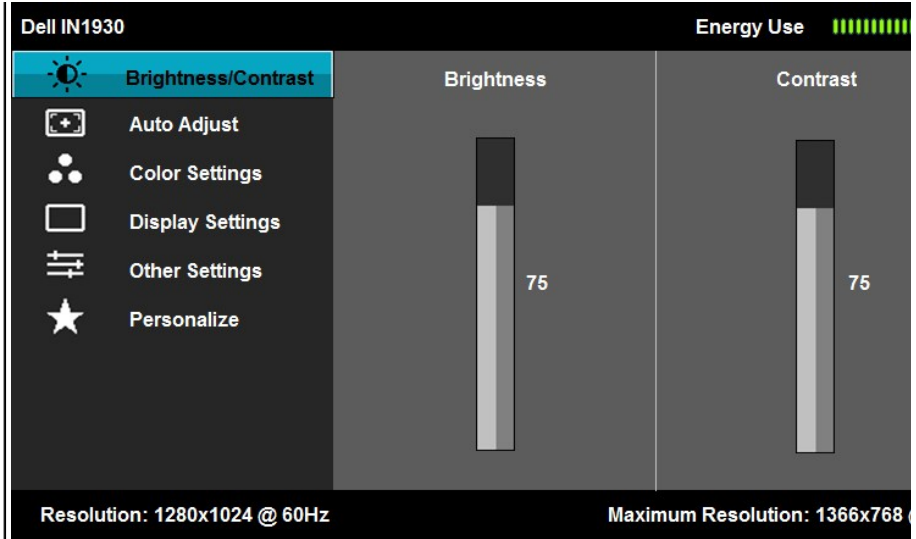 Dell IN1930 Energy Use
Brightness/Contrast
Auto Adjust
Color Settings
Display Settings
Other Settings
Personalize
Brightness
75
Contrast
75
Resolution: 1280x1024 @ 60Hz Maximum Resolution: 1366x768 @